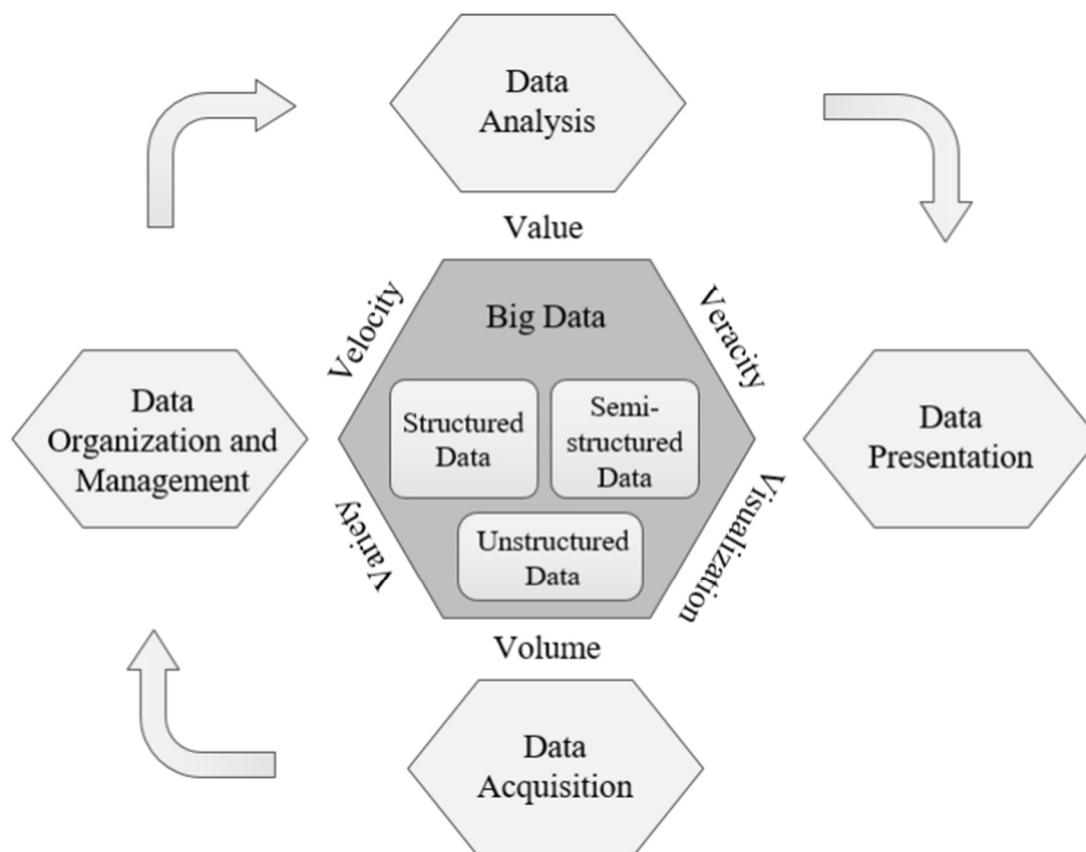 Data
Analysis
Value
Velocity
Veracity
Big Data
Data
Organization and
Management
Structured
Data
Semi-
structured
Data
Data
Presentation
Variety
Visualization
Unstructured
Data
Volume
Data
Acquisition